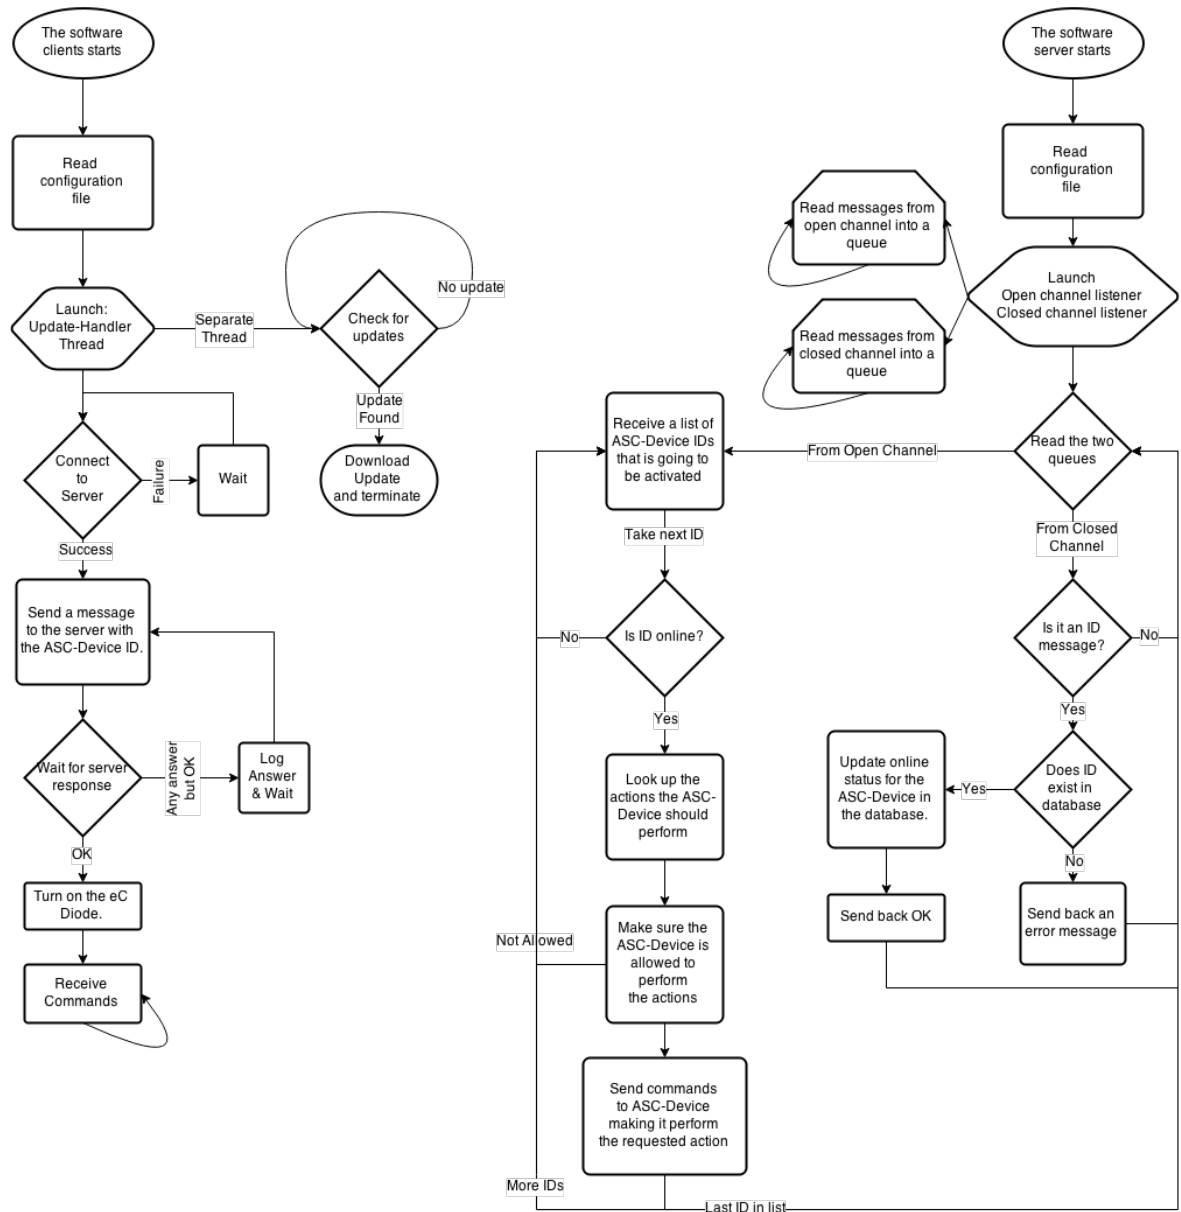 The software
clients starts
Read
configuration
file
Launch:
Update-Handler
Thread
Separate
Thread
Check for
updates
No update
Update
Found
Download
Update
and terminate
Connect
to
Server
Failure
Wait
Success
Send a message
to the server with
the ASC-Device ID.
Wait for server
response
Any answer
but OK
Log
Answer
& Wait
OK
Turn on the eC
Diode.
Receive
Commands
The software
server starts
Read
configuration
file
Launch
Open channel listener
Closed channel listener
Read messages from
open channel into a
queue
Read messages from
closed channel into a
queue
Read the two
queues
From Open Channel
Receive a list of
ASC-Device IDs
that is going to
be activated
Take next ID
Is ID online?
No
Yes
Look up the
actions the ASC-
Device should
perform
Make sure the
ASC-Device is
allowed to
perform
the actions
Not Allowed
Send commands
to ASC-Device
making it perform
the requested action
More IDs
Last ID in list
From Closed
Channel
Is it an ID
message?
No
Yes
Does ID
exist in
database
Yes
Update online
status for the
ASC-Device in
the database.
Send back OK
No
Send back an
error message